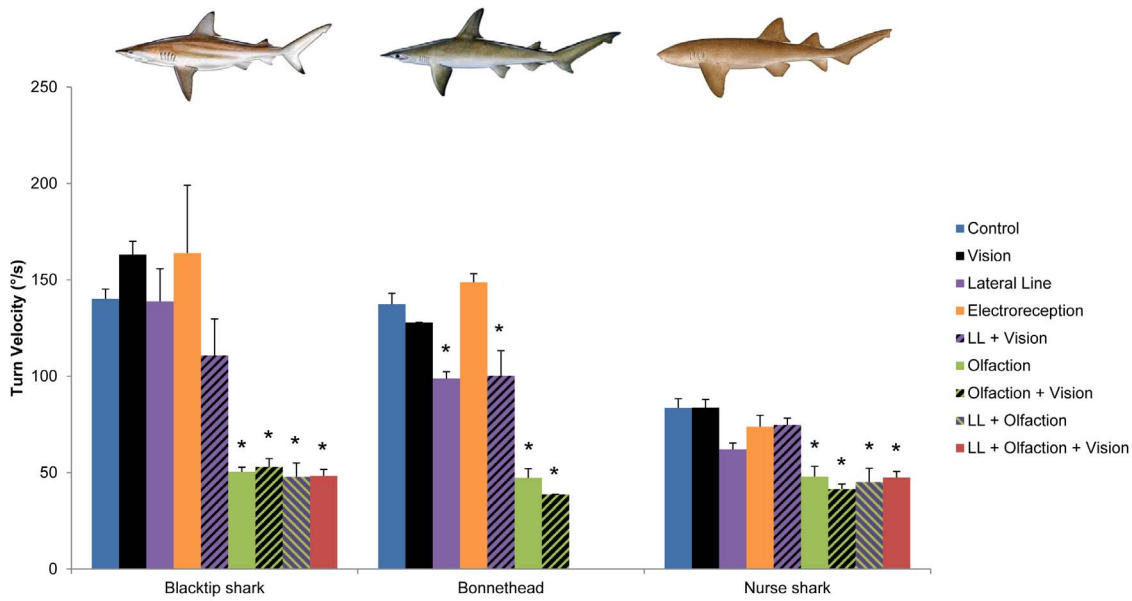 250
200
150
100
50
0
Turn Velocity (°/s)
*
*
*
*
*
*
*
*
*
*
*
*
Blacktip shark
Bonnethead
Nurse shark
Control
Vision
Lateral Line
Electroreception
LL + Vision
Olfaction
Olfaction + Vision
LL + Olfaction
LL + Olfaction + Vision